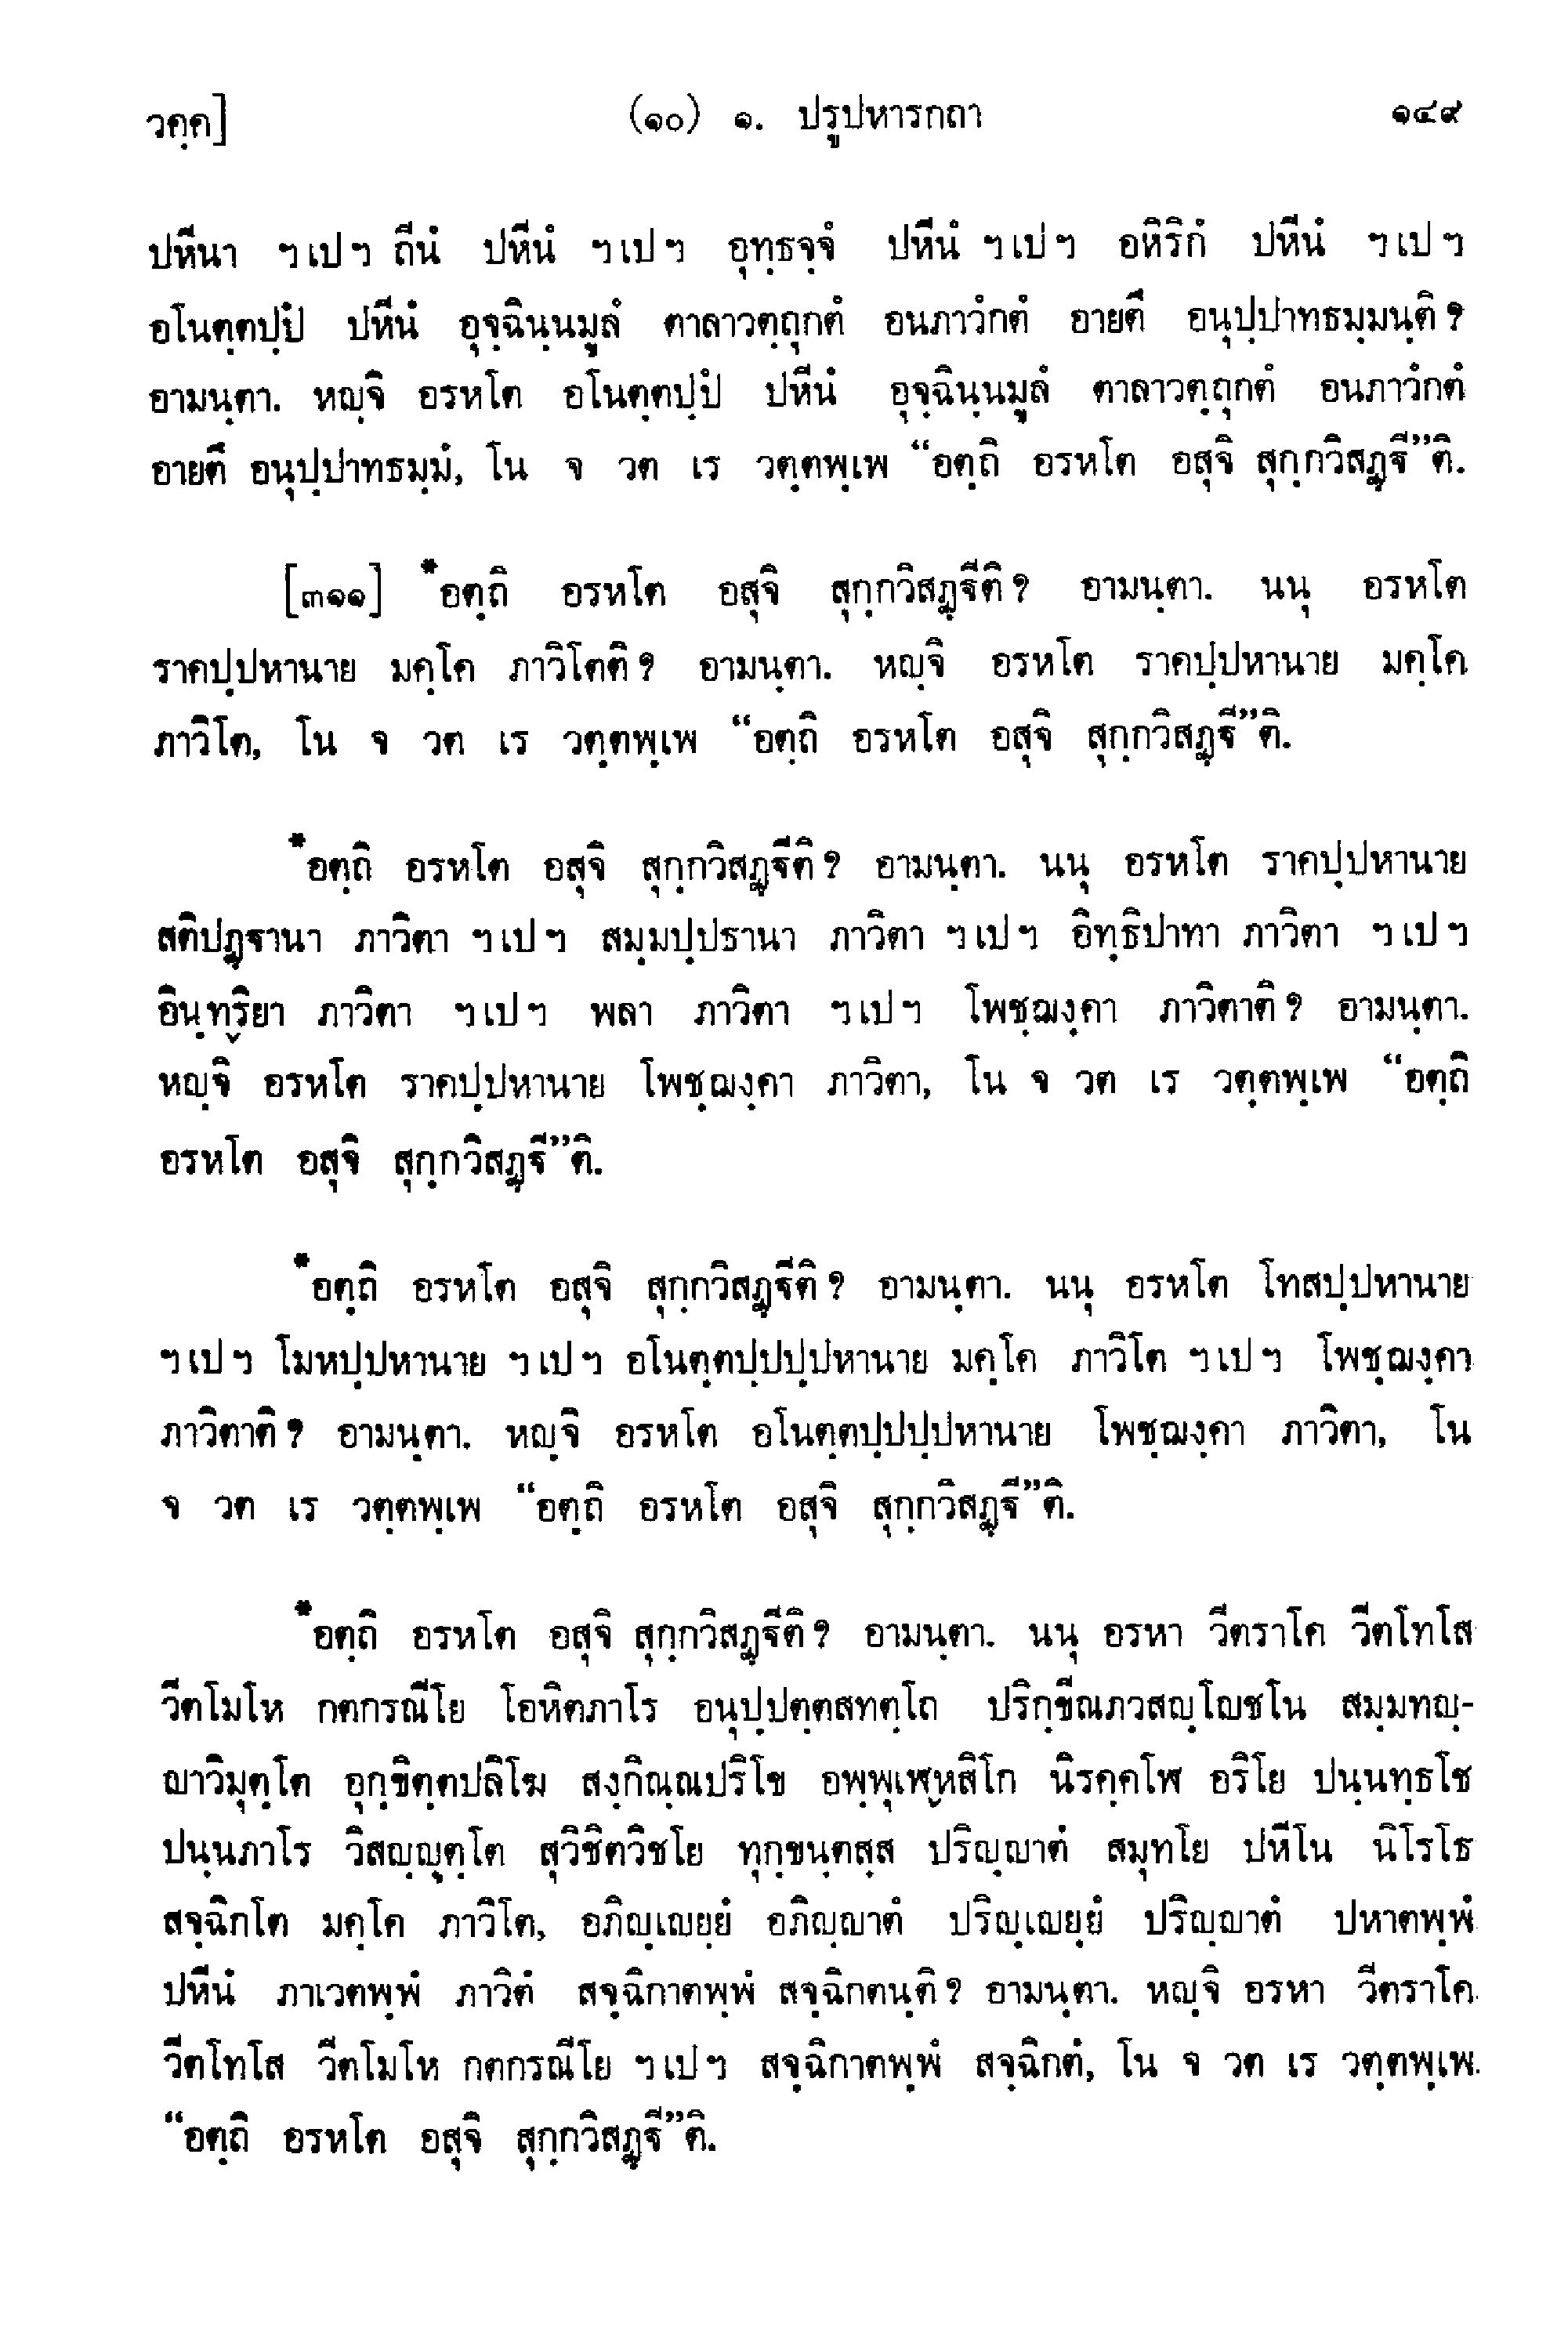 วคฺค]
(๑๐) ๑. ปรูปหารกถา
๑๔๙
ปหีนา ฯเปฯ ถีนํ ปหีนํ ฯเปฯ อุทฺธจฺจํ ปหีนํ ฯเปฯ อหิริกํ ปหีนํ ฯเปฯ
อโนตฺตปฺปํ ปหีนํ อุจฺฉินฺนมูลํ ตาลาวตฺถุกตํ อนภาวํกตํ อายตึ อนุปฺปาทธมฺมนฺติ ?
อามนฺตา. หญฺจิ อรหโต อโนตฺตปฺปํ ปหีนํ อุจฺฉินฺนมูลํ ตาลาวตฺถุกตํ อนภาวํกตํ
อายตึ อนุปฺปาทธมฺมํ, โน จ วต เร วตฺตพฺเพ “อตฺถิ อรหโต อสุจิ สุกฺกวิสฏฺฐี”ติ.
[๓๑๑] *อตฺถิ อรหโต อสุจิ สุกฺกวิสฏฺฐีติ ? อามนฺตา. นนุ อรหโต
ราคปฺปหานาย มคฺโค ภาวิโตติ ? อามนฺตา. หญฺจิ อรหโต ราคปฺปหานาย มคฺโค
ภาวิโต, โน จ วต เร วตฺตพฺเพ “อตฺถิ อรหโต อสุจิ สุกฺกวิสฏฺฐี”ติ.
*อตฺถิ อรหโต อสุจิ สุกฺกวิสฏฺฐีติ ? อามนฺตา. นนุ อรหโต ราคปฺปหานาย
สติปฏฺฐานา ภาวิตา ฯเปฯ สมฺมปฺปธานา ภาวิตา ฯเปฯ อิทฺธิปาทา ภาวิตา ฯเปฯ
อินฺทฺริยา ภาวิตา ฯเปฯ พลา ภาวิตา ฯเปฯ โพชฺฌงฺคา ภาวิตาติ ? อามนฺตา.
หญฺจิ อรหโต ราคปฺปหานาย โพชฺฌงฺคา ภาวิตา, โน จ วต เร วตฺตพฺเพ “อตฺถิ
อรหโต อสุจิ สุกฺกวิสฏฺฐี”ติ.
*อตฺถิ อรหโต อสุจิ สุกฺกวิสฏฺฐีติ ? อามนฺตา. นนุ อรหโต โทสปฺปหานาย
ฯเปฯ โมหปฺปหานาย ฯเปฯ อโนตฺตปฺปปฺปหานาย มคฺโค ภาวิโต ฯเปฯ โพชฺฌงฺคา
ภาวิตาติ ? อามนฺตา. หญฺจิ อรหโต อโนตฺตปฺปปฺปหานาย โพชฺฌงฺคา ภาวิตา, โน
จ วต เร วตฺตพฺเพ “อตฺถิ อรหโต อสุจิ สุกฺกวิสฏฺฐี”ติ.
*อตฺถิ อรหโต อสุจิ สุกฺกวิสฏฺฐีติ ? อามนฺตา. นนุ อรหา วีตราโค วีตโทโส
วีตโมโห กตกรณีโย โอหิตภาโร อนุปฺปตฺตสทตฺโถ ปริกฺขีณภวสญฺโญชโน สมฺมทญฺ-
ญาวิมุตฺโต อุกฺขิตฺตปลิโฆ สงฺกิณฺณปริโข อพฺพุเฬฺหสิโก นิรคฺคโฬ อริโย ปนฺนทฺธโช
ปนฺนภาโร วิสญฺญุตฺโต สุวิชิตวิชโย ทุกฺขนฺตสฺส ปริญฺญาตํ สมุทโย ปหีโน นิโรโธ
สจฺฉิกโต มคฺโค ภาวิโต, อภิญฺเญยฺยํ อภิญฺญาตํ ปริญฺเญยฺยํ ปริญฺญาตํ ปหาตพฺพํ
ปหีนํ ภาเวตพฺพํ ภาวิตํ สจฺฉิกาตพฺพํ สจฺฉิกตนฺติ ? อามนฺตา. หญฺจิ อรหา วีตราโค
วีตโทโส วีตโมโห กตกรณีโย ฯเปฯ สจฺฉิกาตพฺพํ สจฺฉิกตํ, โน จ วต เร วตฺตพฺเพ
“อตฺถิ อรหโต อสุจิ สุกฺกวิสฏฺฐี”ติ.